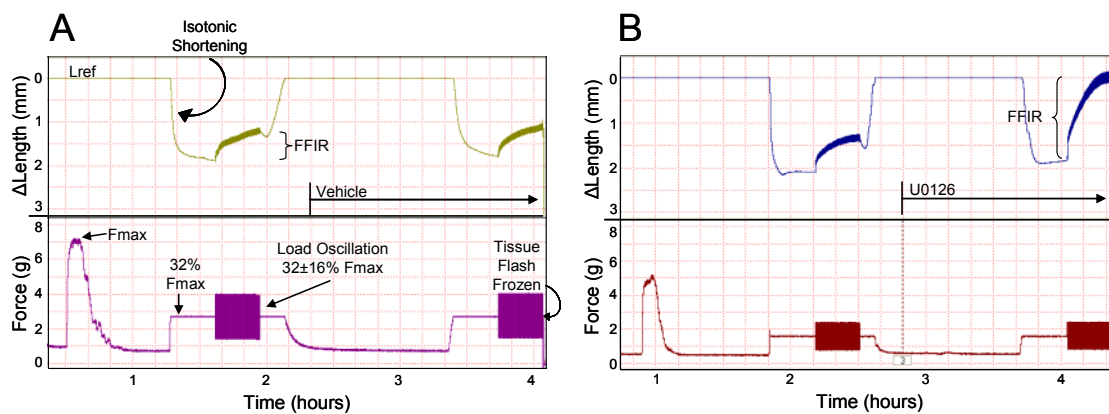 A
Isotonic
Shortening
Lref
FFIR
Vehicle
ΔLength (mm)
0
1
2
3
Fmax
32%
Fmax
Load Oscillation
32±16% Fmax
Tissue
Flash
Frozen
Force (g)
8
6
4
2
0
1
2
3
4
Time (hours)
B
FFIR
U0126
ΔLength (mm)
0
1
2
3
Force (g)
8
6
4
2
0
1
2
3
4
Time (hours)